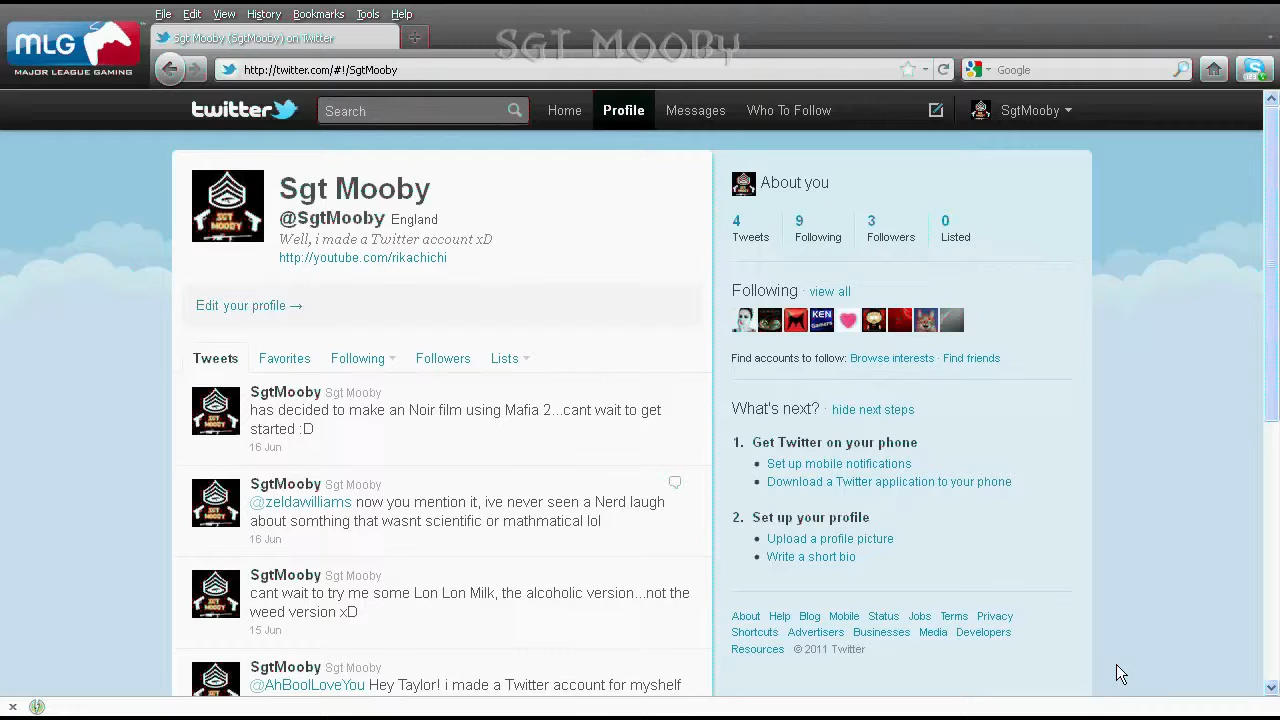 File Edit View History Bookmarks Tools Help
MLG
MAJOR LEAGUE GAMING
Sgt Mooby (SgtMooby) on Twitter
SGT MOOBY
http://twitter.com/#!/SgtMooby
Google
123
twitter
Search
Home
Profile
Messages
Who To Follow
SgtMooby
SGT
MOOBY
Sgt Mooby
@SgtMooby England
Well, i made a Twitter account xD
http://youtube.com/rikachichi
Edit your profile →
Tweets Favorites Following Followers Lists
SgtMooby Sgt Mooby
has decided to make an Noir film using Mafia 2...cant wait to get
started :D
16 Jun
SgtMooby Sgt Mooby
@zeldawilliams now you mention it, ive never seen a Nerd laugh
about somthing that wasnt scientific or mathmatical lol
16 Jun
SgtMooby Sgt Mooby
cant wait to try me some Lon Lon Milk, the alcoholic version...not the
weed version xD
15 Jun
SgtMooby Sgt Mooby
@AhBoolLoveYou Hey Taylor! i made a Twitter account for myshelf
About you
4 9 3 0
Tweets Following Followers Listed
Following · view all
KEN
Gamers
Find accounts to follow: Browse interests · Find friends
What's next? · hide next steps
1. Get Twitter on your phone
• Set up mobile notifications
• Download a Twitter application to your phone
2. Set up your profile
• Upload a profile picture
• Write a short bio
About Help Blog Mobile Status Jobs Terms Privacy
Shortcuts Advertisers Businesses Media Developers
Resources © 2011 Twitter